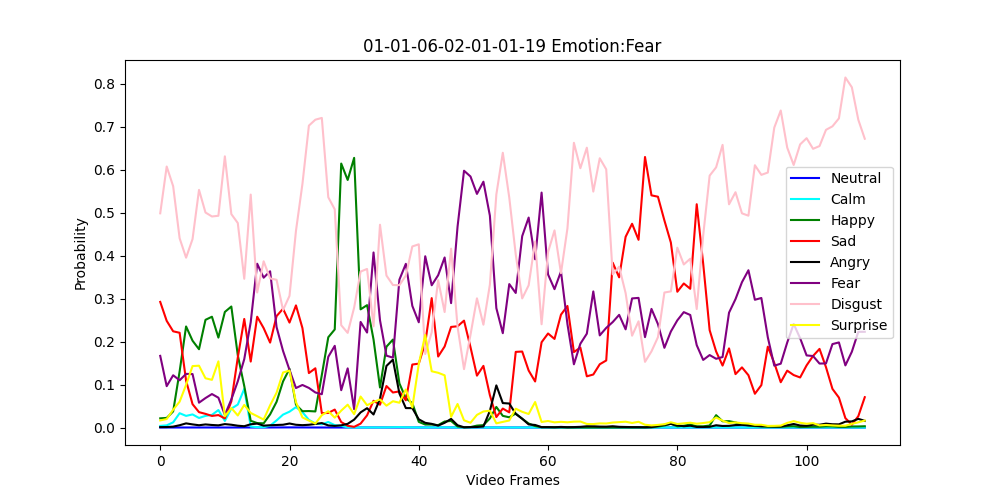 01-01-06-02-01-01-19 Emotion:Fear
Probability
0.8
0.7
0.6
0.5
0.4
0.3
0.2
0.1
0.0
Neutral
Calm
Happy
Sad
Angry
Fear
Disgust
Surprise
0 20 40 60 80 100
Video Frames